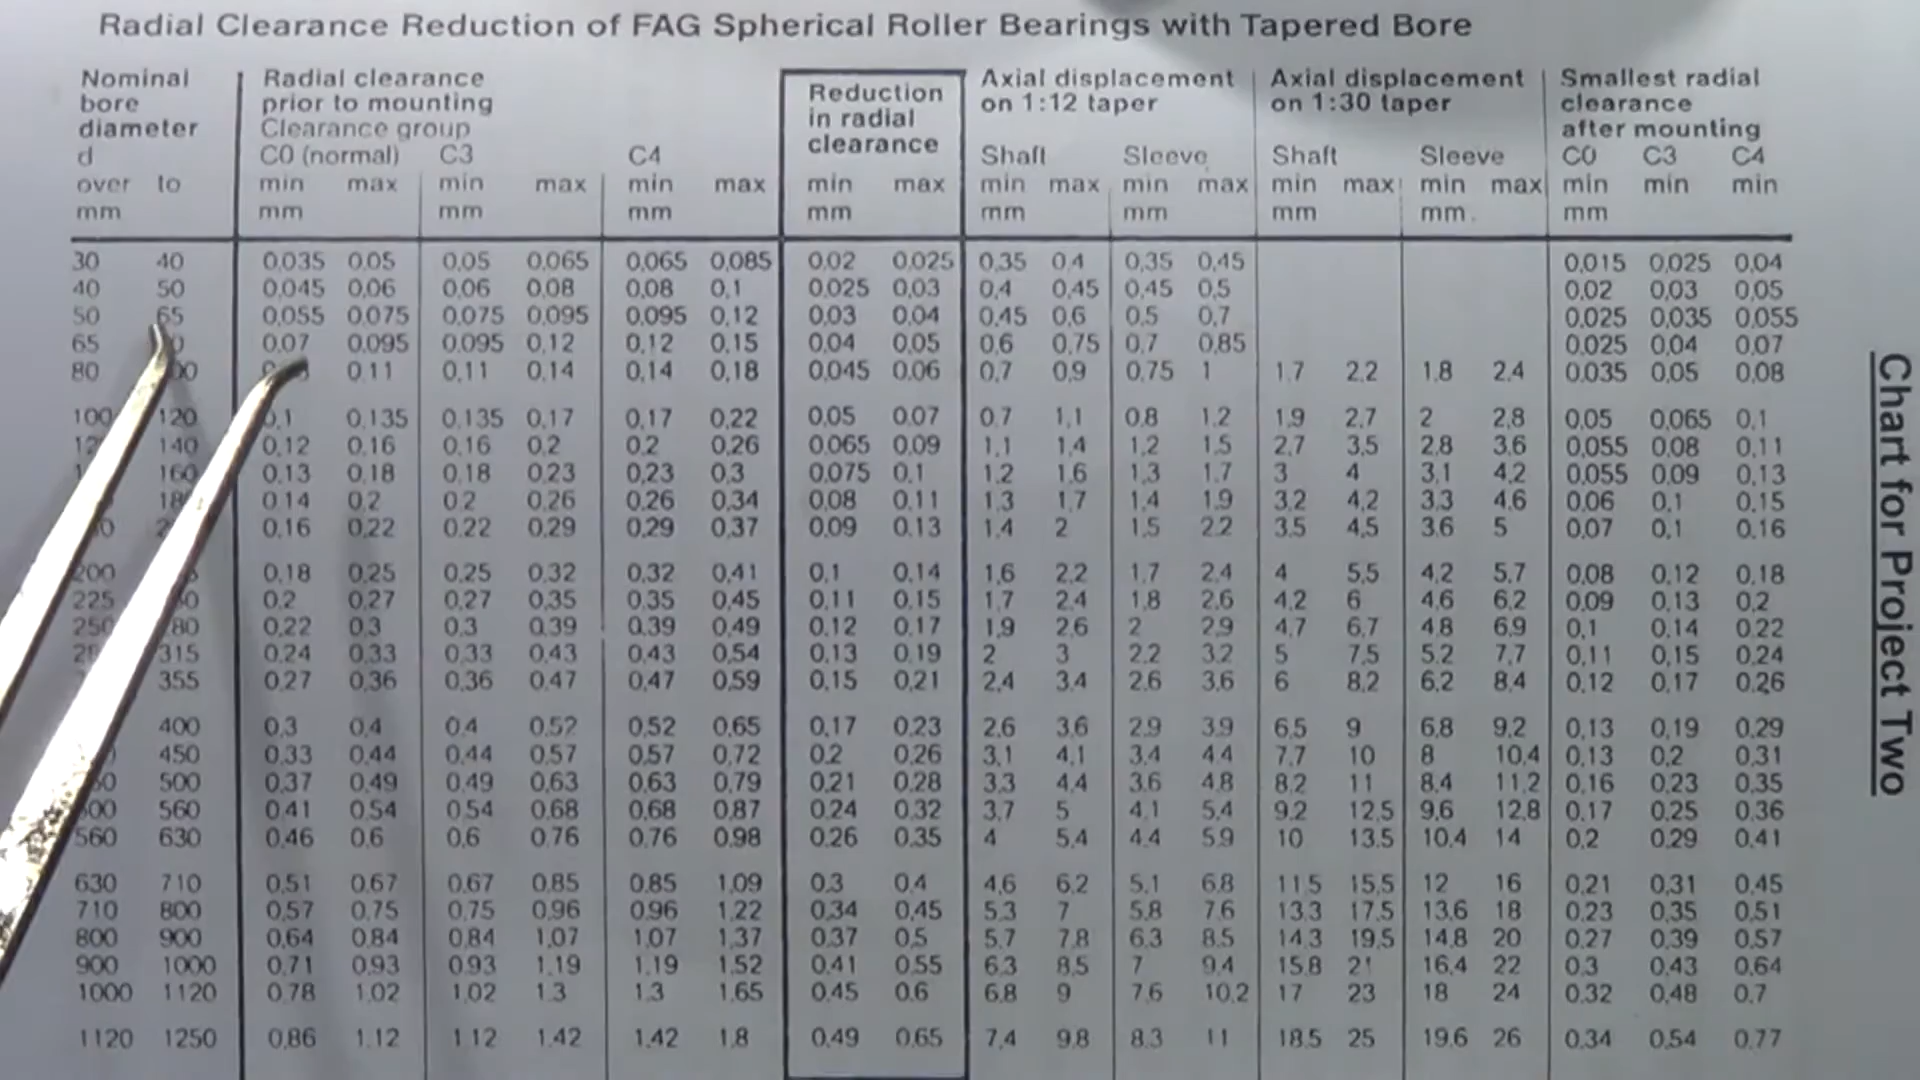 Radial Clearance Reduction of FAG Spherical Roller Bearings with Tapered Bore
Nominal bore diameter d over to mm
Radial clearance prior to mounting
Clearance group
C0 (normal) C3 C4
min max min max min max
mm mm mm
Reduction in radial clearance
min max
mm
Axial displacement on 1:12 taper
Shaft Sleeve
min max min max
mm mm
Axial displacement on 1:30 taper
Shaft Sleeve
min max min max
mm mm
Smallest radial clearance after mounting
C0 C3 C4
min min min
mm
30 40 0,035 0,05 0,05 0,065 0,065 0,085 0,02 0,025 0,35 0,4 0,35 0,45 0,015 0,025 0,04
40 50 0,045 0,06 0,06 0,08 0,08 0,1 0,025 0,03 0,4 0,45 0,45 0,5 0,02 0,03 0,05
50 65 0,055 0,075 0,075 0,095 0,095 0,12 0,03 0,04 0,45 0,6 0,5 0,7 0,025 0,035 0,055
65 0,07 0,095 0,095 0,12 0,12 0,15 0,04 0,05 0,6 0,75 0,7 0,85 0,025 0,04 0,07
80 0,11 0,11 0,14 0,14 0,18 0,045 0,06 0,7 0,9 0,75 1 1,7 2,2 1,8 2,4 0,035 0,05 0,08
100 120 0,1 0,135 0,135 0,17 0,17 0,22 0,05 0,07 0,7 1,1 0,8 1,2 1,9 2,7 2 2,8 0,05 0,065 0,1
140 0,12 0,16 0,16 0,2 0,2 0,26 0,065 0,09 1,1 1,4 1,2 1,5 2,7 3,5 2,8 3,6 0,055 0,08 0,11
160 0,13 0,18 0,18 0,23 0,23 0,3 0,075 0,1 1,2 1,6 1,3 1,7 3 4 3,1 4,2 0,055 0,09 0,13
0,14 0,2 0,2 0,26 0,26 0,34 0,08 0,11 1,3 1,7 1,4 1,9 3,2 4,2 3,3 4,6 0,06 0,1 0,15
0,16 0,22 0,22 0,29 0,29 0,37 0,09 0,13 1,4 2 1,5 2,2 3,5 4,5 3,6 5 0,07 0,1 0,16
200 0,18 0,25 0,25 0,32 0,32 0,41 0,1 0,14 1,6 2,2 1,7 2,4 4 5,5 4,2 5,7 0,08 0,12 0,18
225 0,2 0,27 0,27 0,35 0,35 0,45 0,11 0,15 1,7 2,4 1,8 2,6 4,2 6 4,6 6,2 0,09 0,13 0,2
250 0,22 0,3 0,3 0,39 0,39 0,49 0,12 0,17 1,9 2,6 2 2,9 4,7 6,7 4,8 6,9 0,1 0,14 0,22
315 0,24 0,33 0,33 0,43 0,43 0,54 0,13 0,19 2 3 2,2 3,2 5 7,5 5,2 7,7 0,11 0,15 0,24
355 0,27 0,36 0,36 0,47 0,47 0,59 0,15 0,21 2,4 3,4 2,6 3,6 6 8,2 6,2 8,4 0,12 0,17 0,26
400 0,3 0,4 0,4 0,52 0,52 0,65 0,17 0,23 2,6 3,6 2,9 3,9 6,5 9 6,8 9,2 0,13 0,19 0,29
450 0,33 0,44 0,44 0,57 0,57 0,72 0,2 0,26 3,1 4,1 3,4 4,4 7,7 10 8 10,4 0,13 0,2 0,31
500 0,37 0,49 0,49 0,63 0,63 0,79 0,21 0,28 3,3 4,4 3,6 4,8 8,2 11 8,4 11,2 0,16 0,23 0,35
560 0,41 0,54 0,54 0,68 0,68 0,87 0,24 0,32 3,7 5 4,1 5,4 9,2 12,5 9,6 12,8 0,17 0,25 0,36
560 630 0,46 0,6 0,6 0,76 0,76 0,98 0,26 0,35 4 5,4 4,4 5,9 10 13,5 10,4 14 0,2 0,29 0,41
630 710 0,51 0,67 0,67 0,85 0,85 1,09 0,3 0,4 4,6 6,2 5,1 6,8 11,5 15,5 12 16 0,21 0,31 0,45
710 800 0,57 0,75 0,75 0,96 0,96 1,22 0,34 0,45 5,3 7 5,8 7,6 13,3 17,5 13,6 18 0,23 0,35 0,51
800 900 0,64 0,84 0,84 1,07 1,07 1,37 0,37 0,5 5,7 7,8 6,3 8,5 14,3 19,5 14,8 20 0,27 0,39 0,57
900 1000 0,71 0,93 0,93 1,19 1,19 1,52 0,41 0,55 6,3 8,5 7 9,4 15,8 21 16,4 22 0,3 0,43 0,64
1000 1120 0,78 1,02 1,02 1,3 1,3 1,65 0,45 0,6 6,8 9 7,6 10,2 17 23 18 24 0,32 0,48 0,7
1120 1250 0,86 1,12 1,12 1,42 1,42 1,8 0,49 0,65 7,4 9,8 8,3 11 18,5 25 19,6 26 0,34 0,54 0,77
Chart for Project Two